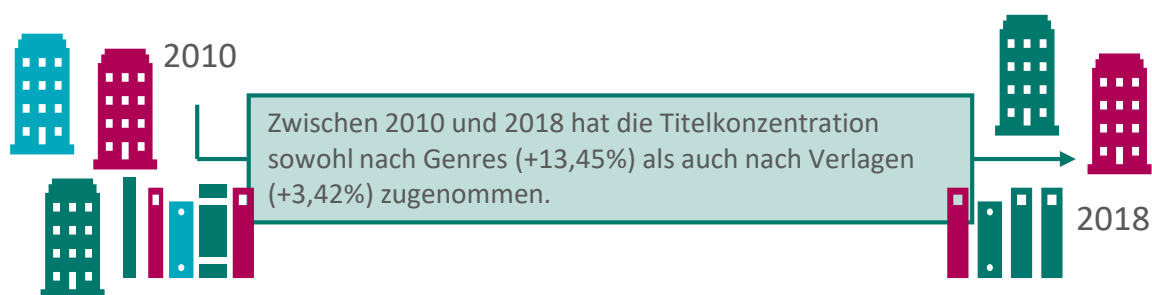 2010
Zwischen 2010 und 2018 hat die Titelkonzentration
sowohl nach Genres (+13,45%) als auch nach Verlagen
(+3,42%) zugenommen.
2018